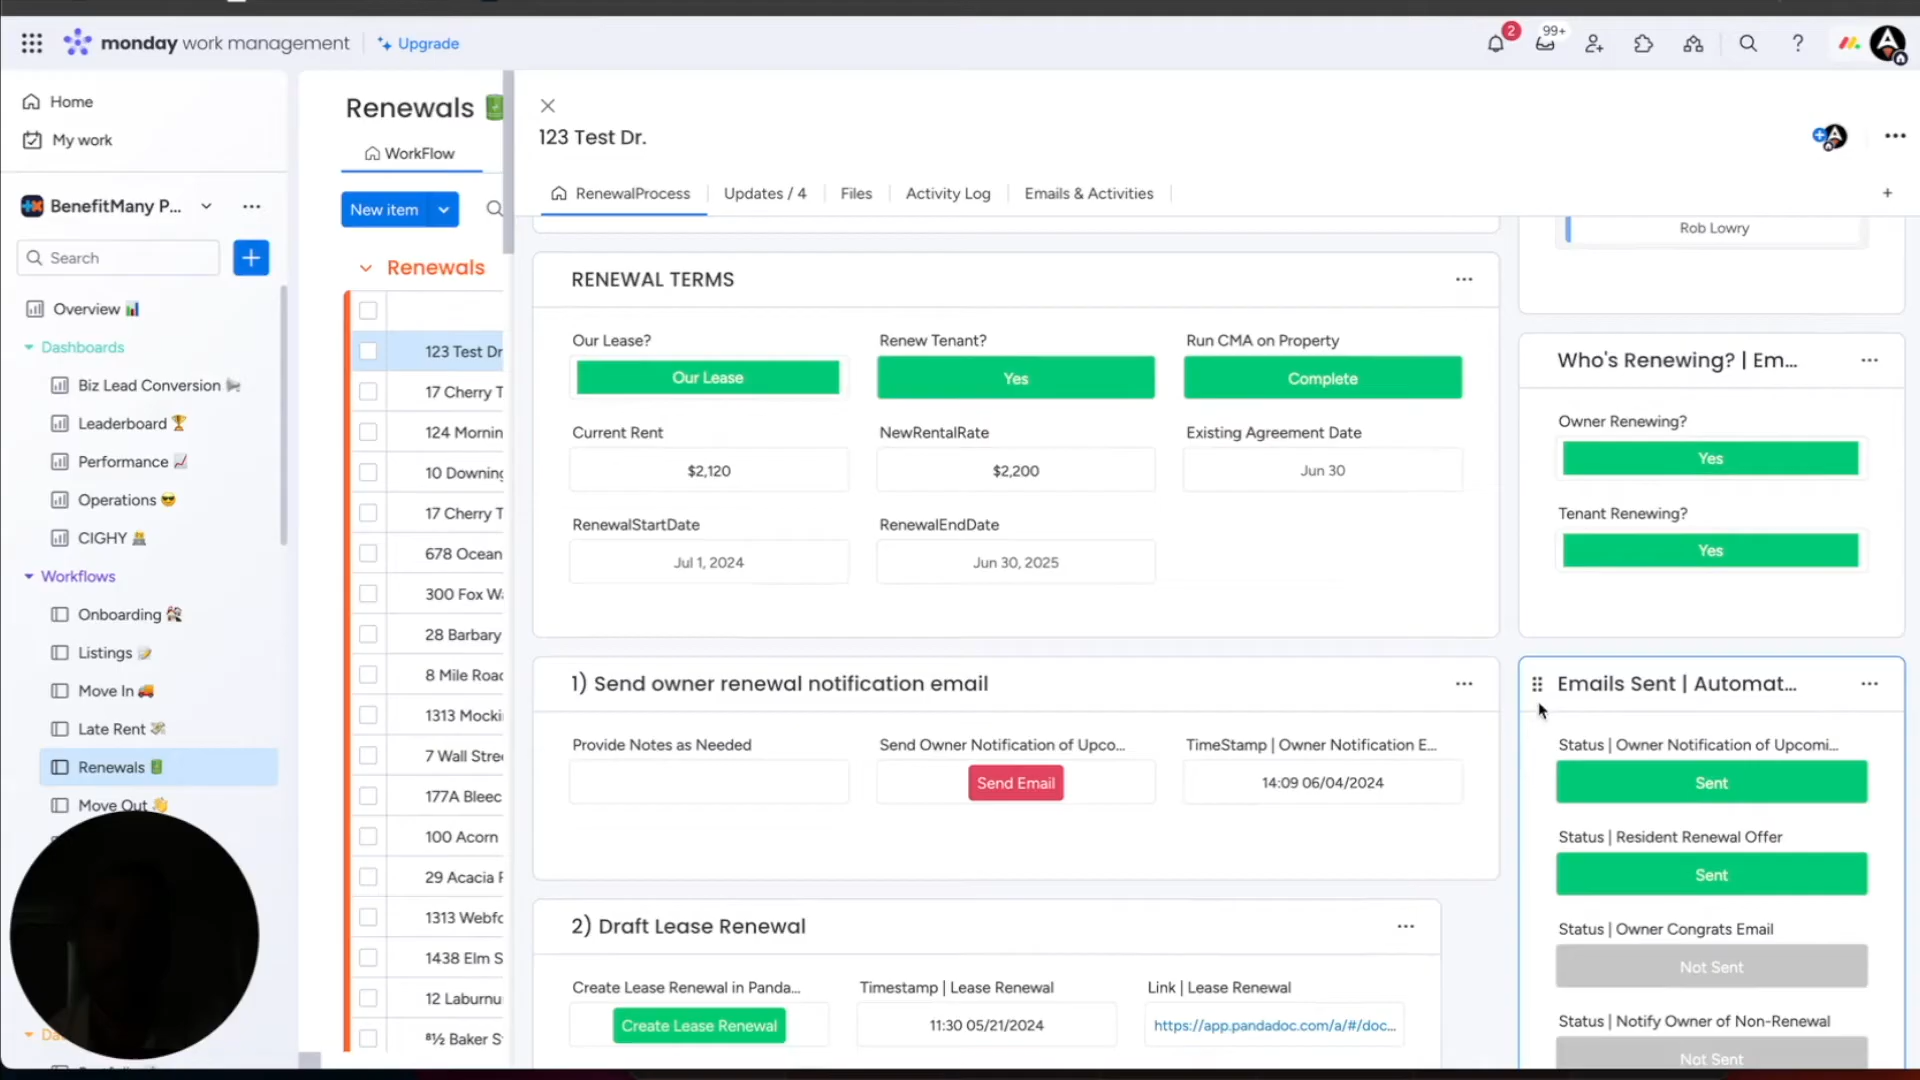 monday work management
Upgrade
2
99+
Home
My work
BenefitMany P...
Search
Overview
Dashboards
Biz Lead Conversion
Leaderboard
Performance
Operations
CIGHY
Workflows
Onboarding
Listings
Move In
Late Rent
Renewals
Move Out
Renewals
WorkFlow
New item
Renewals
123 Test Dr
17 Cherry T
124 Mornin
10 Downing
17 Cherry T
678 Ocean
300 Fox W
28 Barbary
8 Mile Road
1313 Mocki
7 Wall Stree
177A Bleec
100 Acorn
29 Acacia F
1313 Webfo
1438 Elm S
12 Laburnu
8½ Baker S
123 Test Dr.
RenewalProcess
Updates / 4
Files
Activity Log
Emails & Activities
RENEWAL TERMS
Our Lease?
Renew Tenant?
Run CMA on Property
Our Lease
Yes
Complete
Current Rent
NewRentalRate
Existing Agreement Date
$2,120
$2,200
Jun 30
RenewalStartDate
RenewalEndDate
Jul 1, 2024
Jun 30, 2025
1) Send owner renewal notification email
Provide Notes as Needed
Send Owner Notification of Upco...
TimeStamp | Owner Notification E...
Send Email
14:09 06/04/2024
2) Draft Lease Renewal
Create Lease Renewal in Panda...
Timestamp | Lease Renewal
Link | Lease Renewal
Create Lease Renewal
11:30 05/21/2024
https://app.pandadoc.com/a/#/doc...
Rob Lowry
Who's Renewing? | Em...
Owner Renewing?
Yes
Tenant Renewing?
Yes
Emails Sent | Automat...
Status | Owner Notification of Upcomi...
Sent
Status | Resident Renewal Offer
Sent
Status | Owner Congrats Email
Not Sent
Status | Notify Owner of Non-Renewal
Not Sent